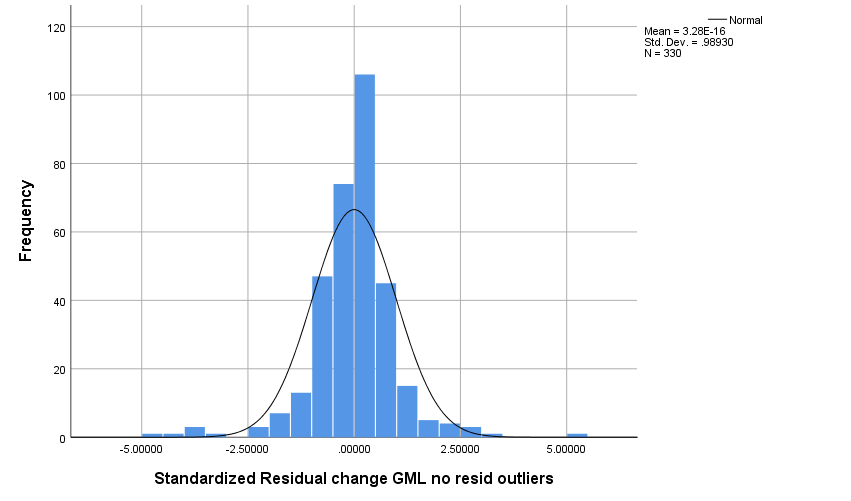 Normal
Mean = 3.28E-16
Std. Dev. = .98930
N = 330
120
100
80
60
40
20
0
Frequency
-5.00000 -2.50000 .00000 2.50000 5.00000
Standardized Residual change GML no resid outliers